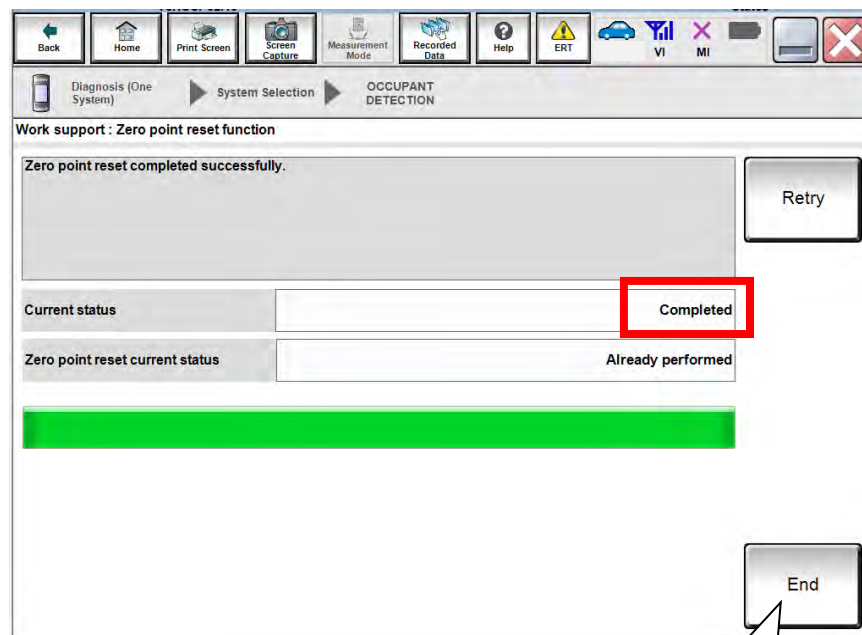 Back
Home
Print Screen
Screen
Capture
Measurement
Mode
Recorded
Data
Help
ERT
VI
MI
Diagnosis (One
System)
System Selection
OCCUPANT
DETECTION
Work support : Zero point reset function
Zero point reset completed successfully.
Retry
Current status
Completed
Zero point reset current status
Already performed
End